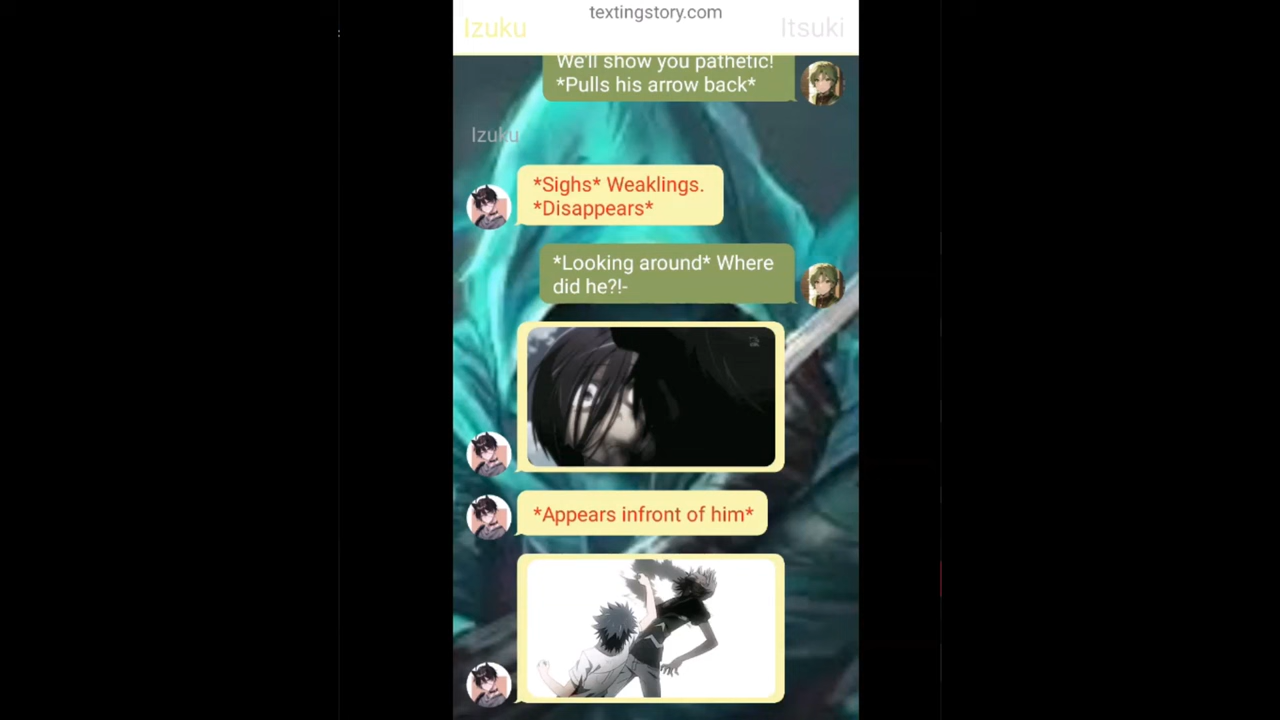 textingstory.com
Izuku
Itsuki
We'll show you pathetic!
*Pulls his arrow back*
Izuku
*Sighs* Weaklings.
*Disappears*
*Looking around* Where
did he?!-
*Appears infront of him*